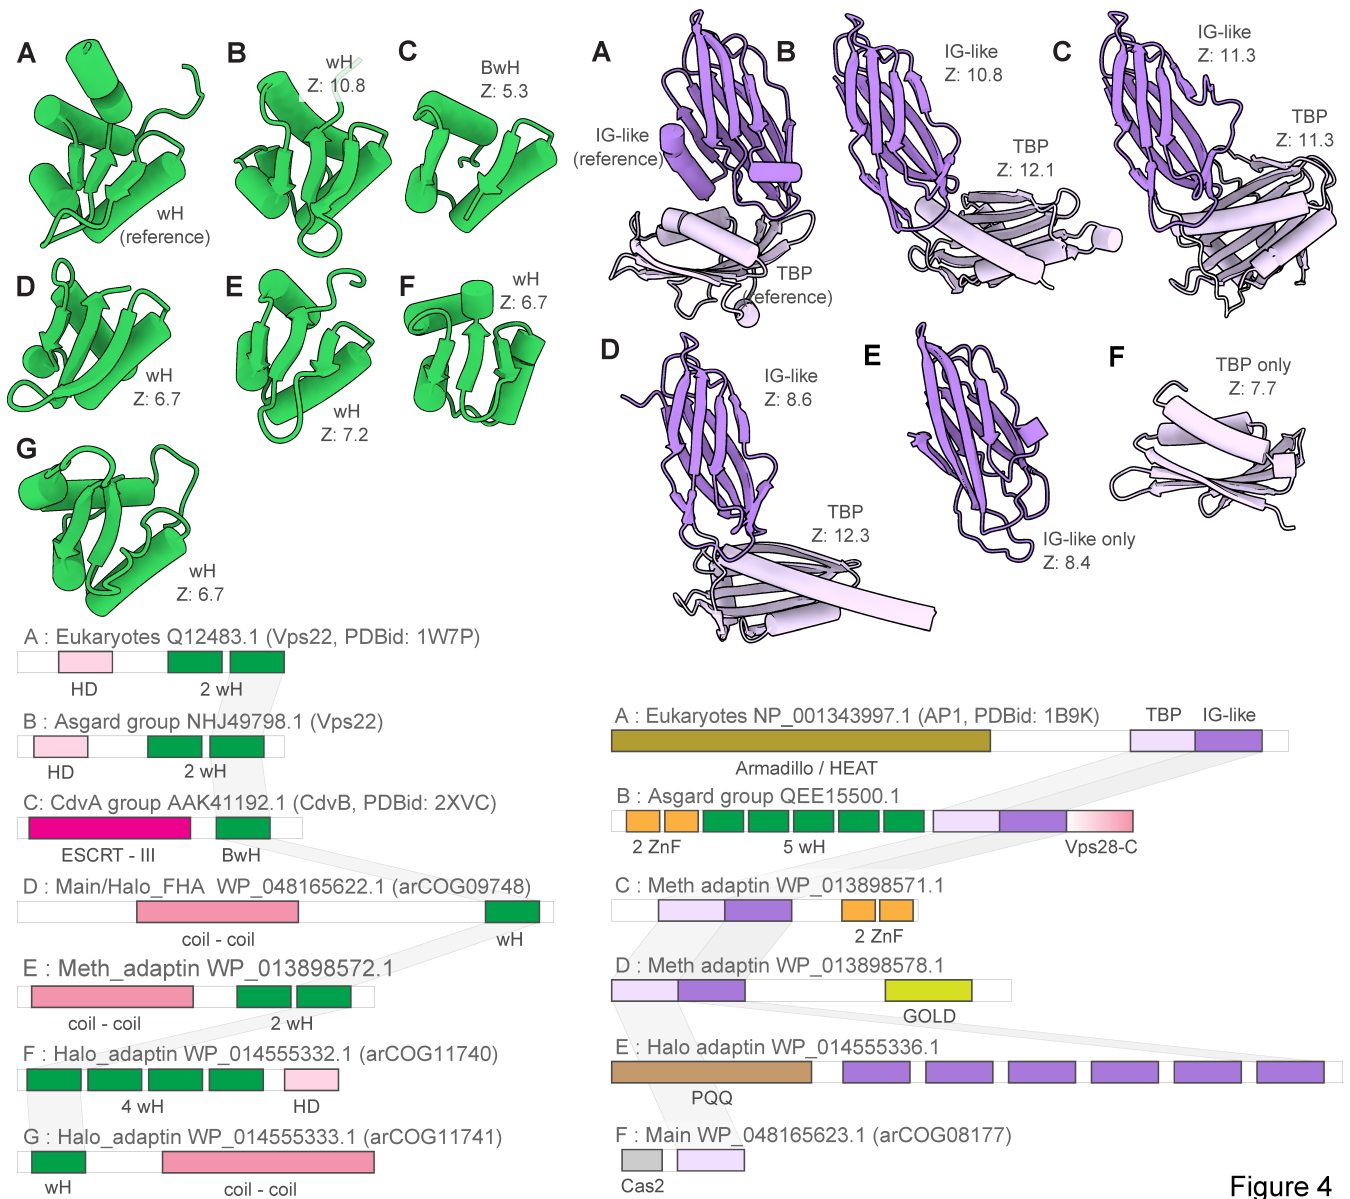 A
wH
(reference)
B
wH
Z: 10.8
C
BwH
Z: 5.3
D
wH
Z: 6.7
E
wH
Z: 7.2
F
wH
Z: 6.7
G
wH
Z: 6.7
A : Eukaryotes Q12483.1 (Vps22, PDBid: 1W7P)
HD
2 wH
B : Asgard group NHJ49798.1 (Vps22)
HD
2 wH
C: CdvA group AAK41192.1 (CdvB, PDBid: 2XVC)
ESCRT - III
BwH
D : Main/Halo_FHA WP_048165622.1 (arCOG09748)
coil - coil
wH
E : Meth_adaptin WP_013898572.1
coil - coil
2 wH
F : Halo_adaptin WP_014555332.1 (arCOG11740)
4 wH
HD
G : Halo_adaptin WP_014555333.1 (arCOG11741)
wH
coil - coil
A
IG-like
(reference)
TBP
(reference)
B
IG-like
Z: 10.8
TBP
Z: 12.1
C
IG-like
Z: 11.3
TBP
Z: 11.3
D
IG-like
Z: 8.6
TBP
Z: 12.3
E
IG-like only
Z: 8.4
F
TBP only
Z: 7.7
A : Eukaryotes NP_001343997.1 (AP1, PDBid: 1B9K)
TBP
IG-like
Armadillo / HEAT
B : Asgard group QEE15500.1
2 ZnF
5 wH
Vps28-C
C : Meth adaptin WP_013898571.1
2 ZnF
D : Meth adaptin WP_013898578.1
GOLD
E : Halo adaptin WP_014555336.1
PQQ
F : Main WP_048165623.1 (arCOG08177)
Cas2
Figure 4